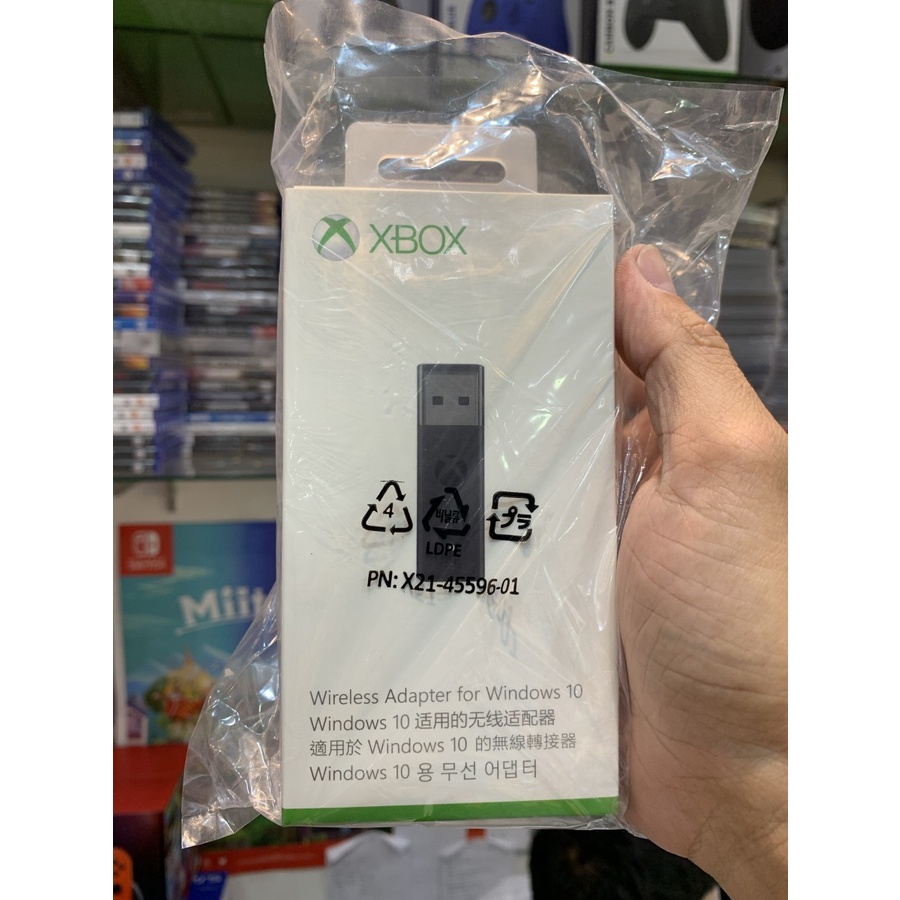 XBOX
4
비닐류
プラ
LDPE
PN: X21-45596-01
Wireless Adapter for Windows 10
Windows 10 适用的无线适配器
適用於 Windows 10 的無線轉接器
Windows 10 용 무선 어댑터
Miit